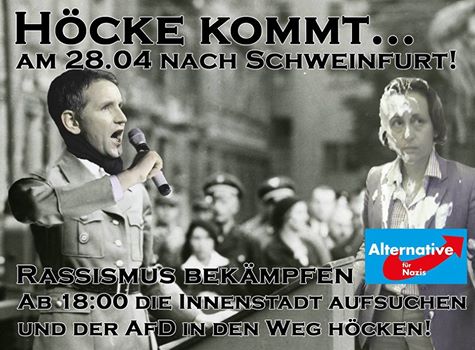 Höcke kommt...
am 28.04 nach Schweinfurt!
Alternative
für
Nazis
Rassismus bekämpfen
Ab 18:00 die Innenstadt aufsuchen
und der AfD in den Weg höcken!